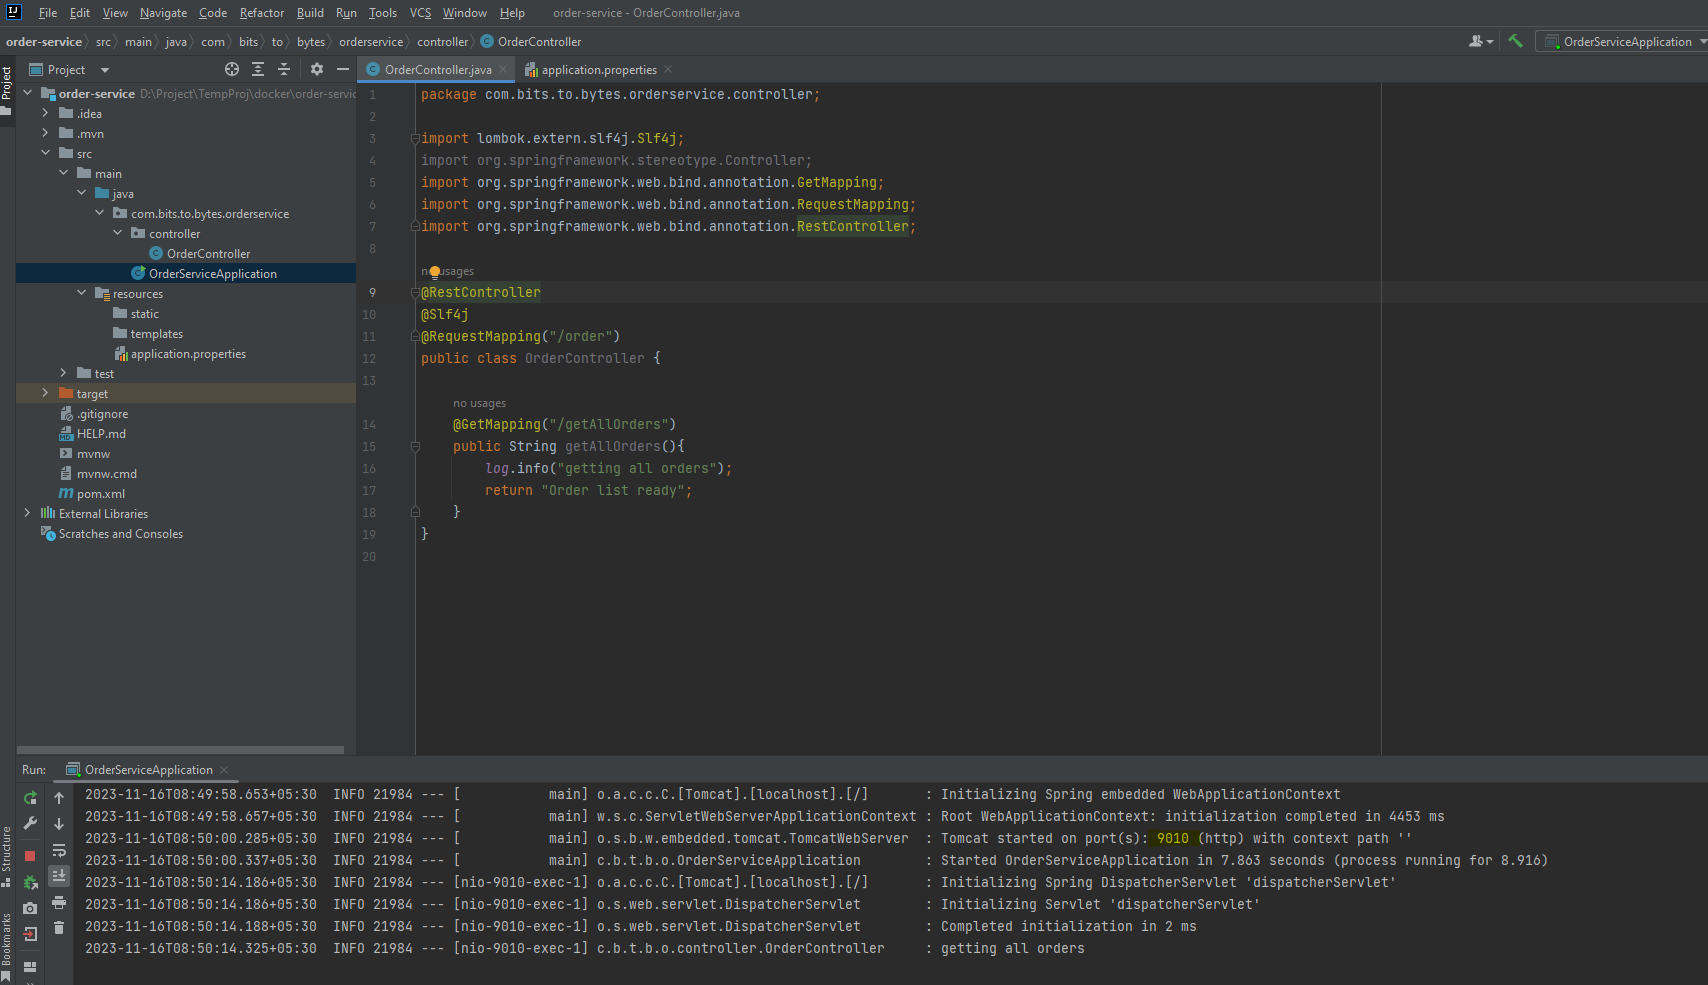 File Edit View Navigate Code Refactor Build Run Tools VCS Window Help order-service - OrderController.java
order-service src main java com bits to bytes orderservice controller OrderController OrderServiceApplication
Project
Project
OrderController.java
application.properties
order-service D:\Project\TempProj\docker\order-servic
.idea
.mvn
src
main
java
com.bits.to.bytes.orderservice
controller
OrderController
OrderServiceApplication
resources
static
templates
application.properties
test
target
.gitignore
HELP.md
mvnw
mvnw.cmd
pom.xml
External Libraries
Scratches and Consoles
1 package com.bits.to.bytes.orderservice.controller;
2
3 import lombok.extern.slf4j.Slf4j;
4 import org.springframework.stereotype.Controller;
5 import org.springframework.web.bind.annotation.GetMapping;
6 import org.springframework.web.bind.annotation.RequestMapping;
7 import org.springframework.web.bind.annotation.RestController;
8
usages
9 @RestController
10 @Slf4j
11 @RequestMapping("/order")
12 public class OrderController {
13
no usages
14 @GetMapping("/getAllOrders")
15 public String getAllOrders(){
16 log.info("getting all orders");
17 return "Order list ready";
18 }
19 }
20
Run: OrderServiceApplication
2023-11-16T08:49:58.653+05:30 INFO 21984 --- [ main] o.a.c.c.C.[Tomcat].[localhost].[/] : Initializing Spring embedded WebApplicationContext
2023-11-16T08:49:58.657+05:30 INFO 21984 --- [ main] w.s.c.ServletWebServerApplicationContext : Root WebApplicationContext: initialization completed in 4453 ms
2023-11-16T08:50:00.285+05:30 INFO 21984 --- [ main] o.s.b.w.embedded.tomcat.TomcatWebServer : Tomcat started on port(s): 9010 (http) with context path ''
2023-11-16T08:50:00.337+05:30 INFO 21984 --- [ main] c.b.t.b.o.OrderServiceApplication : Started OrderServiceApplication in 7.863 seconds (process running for 8.916)
2023-11-16T08:50:14.186+05:30 INFO 21984 --- [nio-9010-exec-1] o.a.c.c.C.[Tomcat].[localhost].[/] : Initializing Spring DispatcherServlet 'dispatcherServlet'
2023-11-16T08:50:14.186+05:30 INFO 21984 --- [nio-9010-exec-1] o.s.web.servlet.DispatcherServlet : Initializing Servlet 'dispatcherServlet'
2023-11-16T08:50:14.188+05:30 INFO 21984 --- [nio-9010-exec-1] o.s.web.servlet.DispatcherServlet : Completed initialization in 2 ms
2023-11-16T08:50:14.325+05:30 INFO 21984 --- [nio-9010-exec-1] c.b.t.b.o.controller.OrderController : getting all orders
Structure
Bookmarks